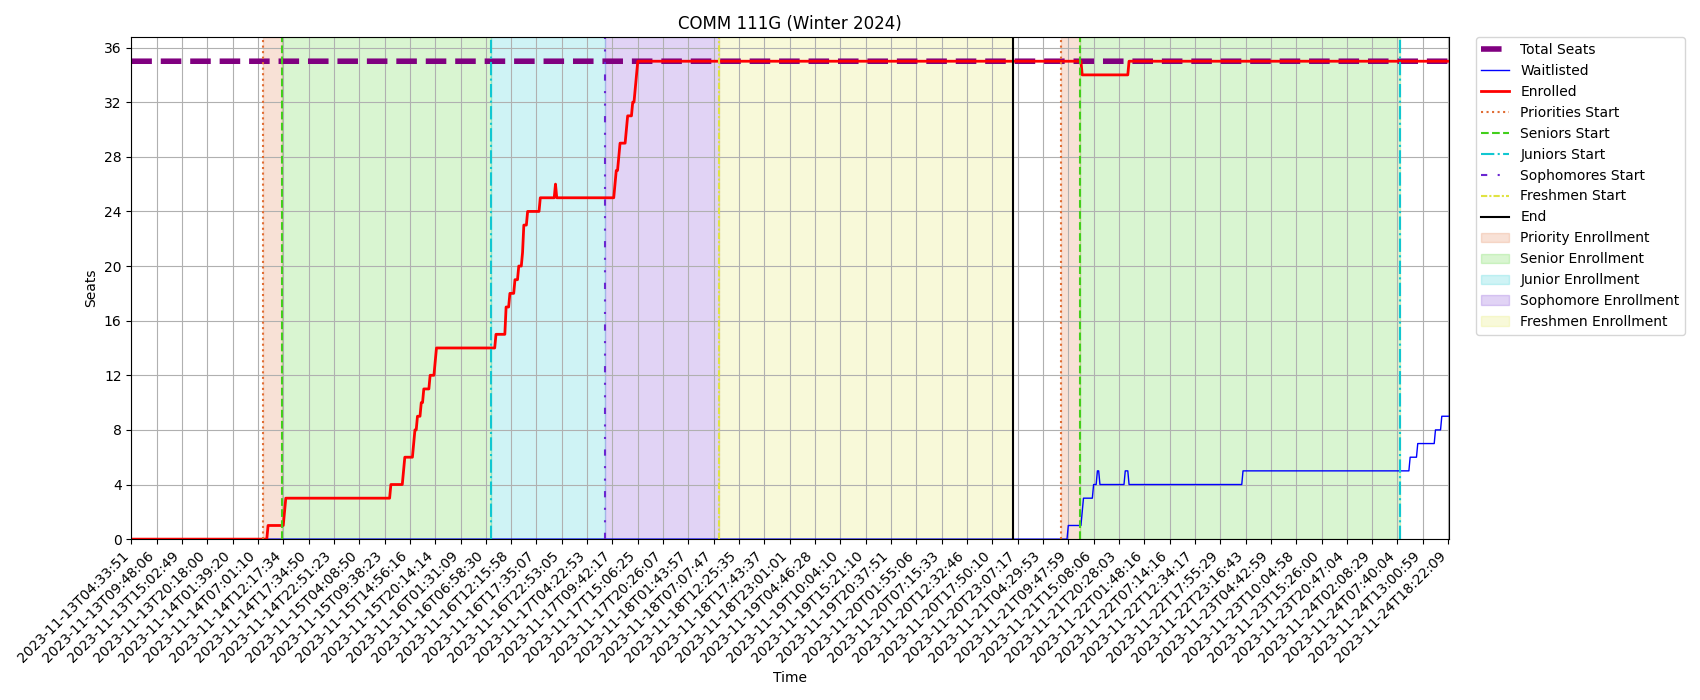 COMM 111G (Winter 2024)
Seats
36
32
28
24
20
16
12
8
4
0
2023-11-13T04:33:51
2023-11-13T09:48:06
2023-11-13T15:02:49
2023-11-13T20:18:00
2023-11-14T01:39:20
2023-11-14T07:01:10
2023-11-14T12:17:34
2023-11-14T17:34:50
2023-11-14T22:51:23
2023-11-15T04:08:50
2023-11-15T09:38:23
2023-11-15T14:56:16
2023-11-15T20:14:14
2023-11-16T01:31:09
2023-11-16T06:58:30
2023-11-16T12:15:58
2023-11-16T17:35:07
2023-11-16T22:53:05
2023-11-17T04:22:53
2023-11-17T09:42:17
2023-11-17T15:06:25
2023-11-17T20:26:07
2023-11-18T01:43:57
2023-11-18T07:07:47
2023-11-18T12:25:35
2023-11-18T17:43:37
2023-11-18T23:01:01
2023-11-19T04:46:28
2023-11-19T10:04:10
2023-11-19T15:21:10
2023-11-19T20:37:51
2023-11-20T01:55:06
2023-11-20T07:15:33
2023-11-20T12:32:46
2023-11-20T17:50:10
2023-11-20T23:07:17
2023-11-21T04:29:53
2023-11-21T09:47:59
2023-11-21T15:08:06
2023-11-21T20:28:03
2023-11-22T01:48:16
2023-11-22T07:14:16
2023-11-22T12:34:17
2023-11-22T17:55:29
2023-11-22T23:16:43
2023-11-23T04:42:59
2023-11-23T10:04:58
2023-11-23T15:26:00
2023-11-23T20:47:04
2023-11-24T02:08:29
2023-11-24T07:40:04
2023-11-24T13:00:59
2023-11-24T18:22:09
Time
Total Seats
Waitlisted
Enrolled
Priorities Start
Seniors Start
Juniors Start
Sophomores Start
Freshmen Start
End
Priority Enrollment
Senior Enrollment
Junior Enrollment
Sophomore Enrollment
Freshmen Enrollment